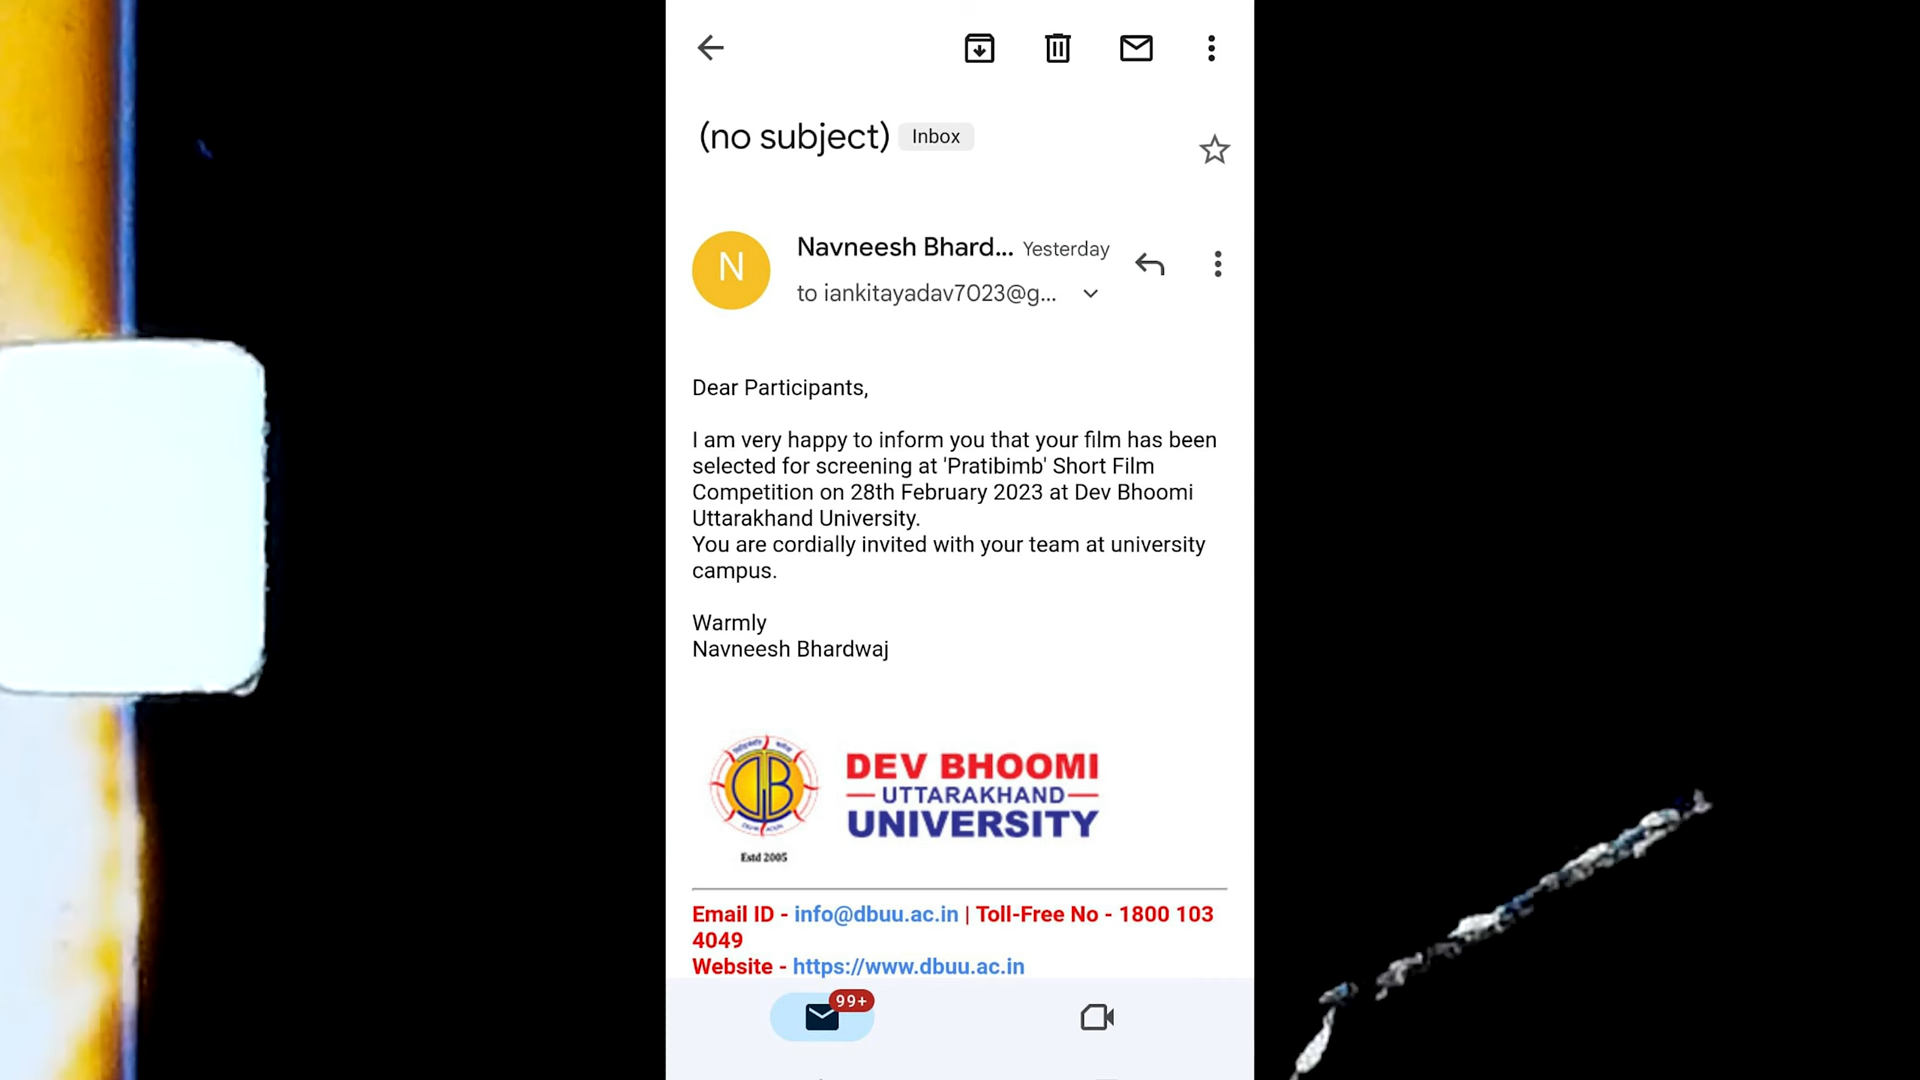 (no subject) Inbox
N
Navneesh Bhard... Yesterday
to iankitayadav7023@g...
Dear Participants,
I am very happy to inform you that your film has been
selected for screening at 'Pratibimb' Short Film
Competition on 28th February 2023 at Dev Bhoomi
Uttarakhand University.
You are cordially invited with your team at university
campus.
Warmly
Navneesh Bhardwaj
DEV BHOOMI
UTTARAKHAND
UNIVERSITY
Estd 2005
Email ID - info@dbuu.ac.in | Toll-Free No - 1800 103
4049
Website - https://www.dbuu.ac.in
99+